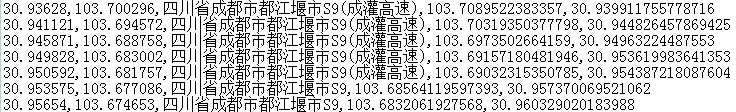 30.93628,103.700296,四川省成都市都江堰市S9(成灌高速),103.7089522383357,30.939911755778716
30.941121,103.694572,四川省成都市都江堰市S9(成灌高速),103.70319350377798,30.944826457869425
30.945871,103.688758,四川省成都市都江堰市S9(成灌高速),103.6973502664159,30.94963224487553
30.949828,103.683002,四川省成都市都江堰市S9(成灌高速),103.69157180481946,30.953619983641353
30.950592,103.681757,四川省成都市都江堰市S9(成灌高速),103.69032315350785,30.954387218087604
30.953575,103.677086,四川省成都市都江堰市S9,103.68564119597393,30.957370069521062
30.95654,103.674653,四川省成都市都江堰市S9,103.6832061927568,30.960329020183988